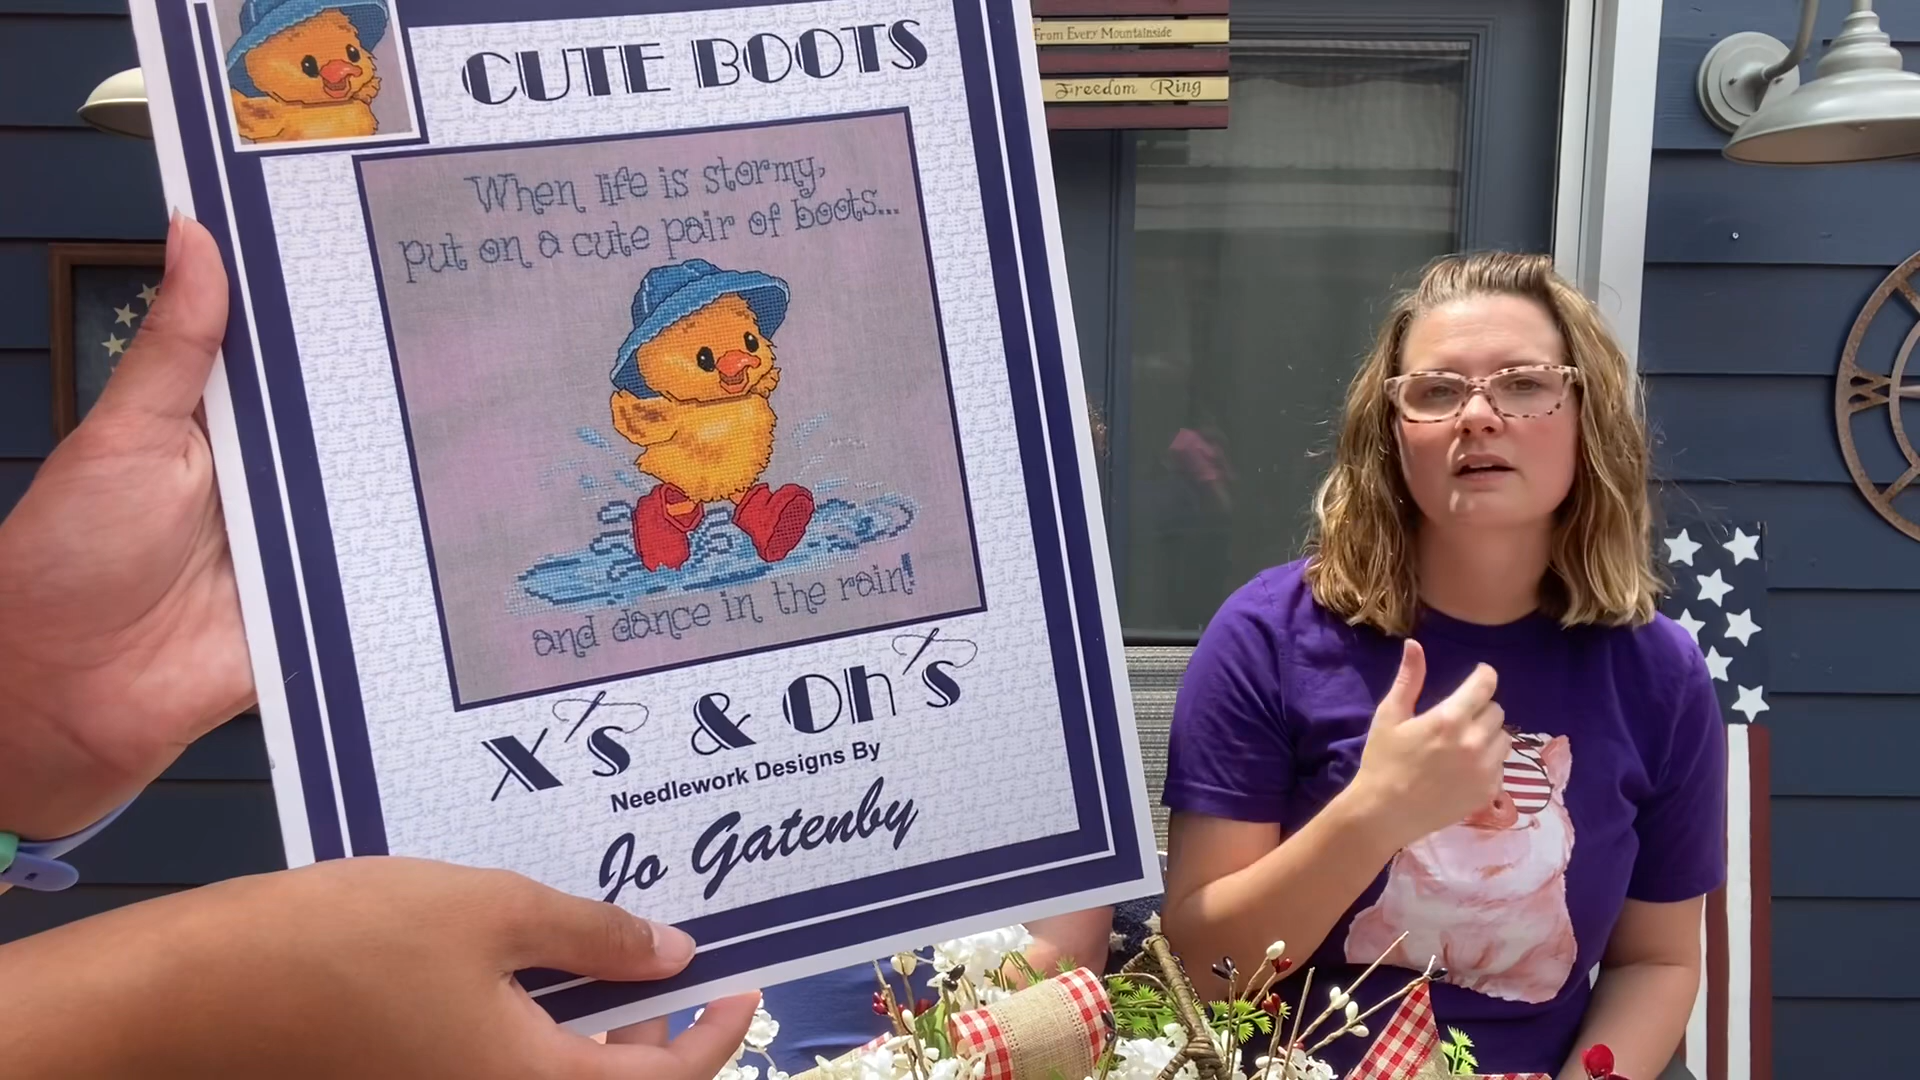 CUTE BOOTS
When life is stormy,
put on a cute pair of boots...
and dance in the rain!
X's & Oh's
Needlework Designs By
Jo Gatenby
From Every Mountainside
Freedom Ring
W